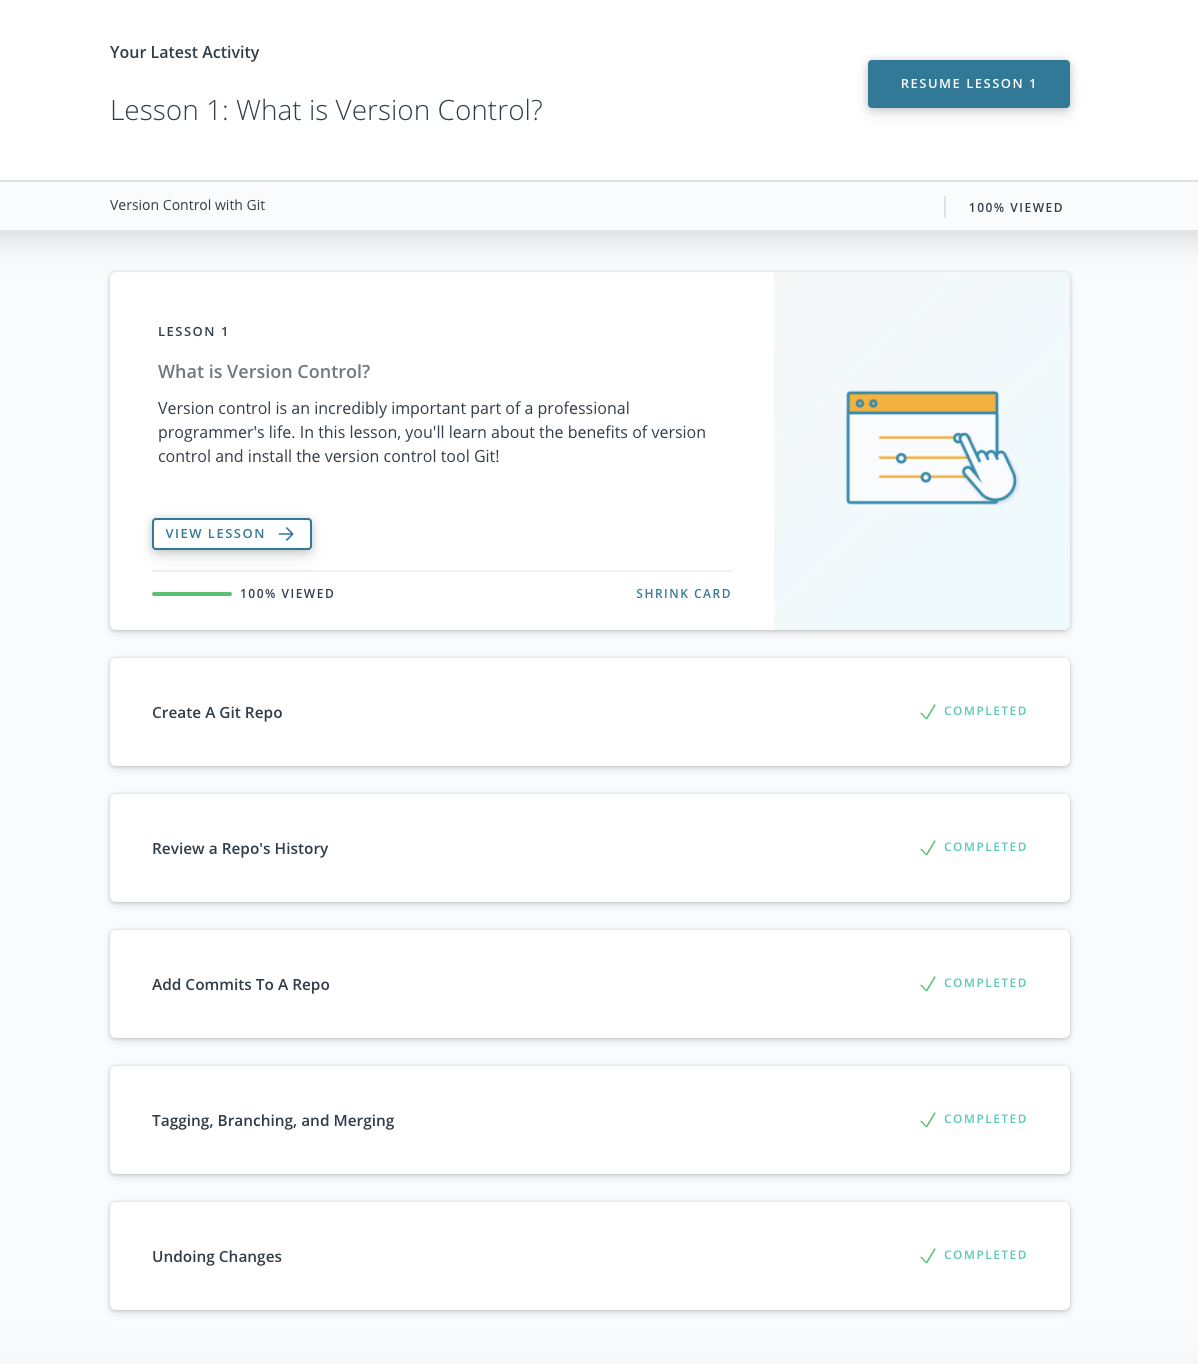 Your Latest Activity
RESUME LESSON 1
Lesson 1: What is Version Control?
Version Control with Git
100% VIEWED
LESSON 1
What is Version Control?
Version control is an incredibly important part of a professional
programmer's life. In this lesson, you'll learn about the benefits of version
control and install the version control tool Git!
VIEW LESSON
100% VIEWED
SHRINK CARD
Create A Git Repo
COMPLETED
Review a Repo's History
COMPLETED
Add Commits To A Repo
COMPLETED
Tagging, Branching, and Merging
COMPLETED
Undoing Changes
COMPLETED